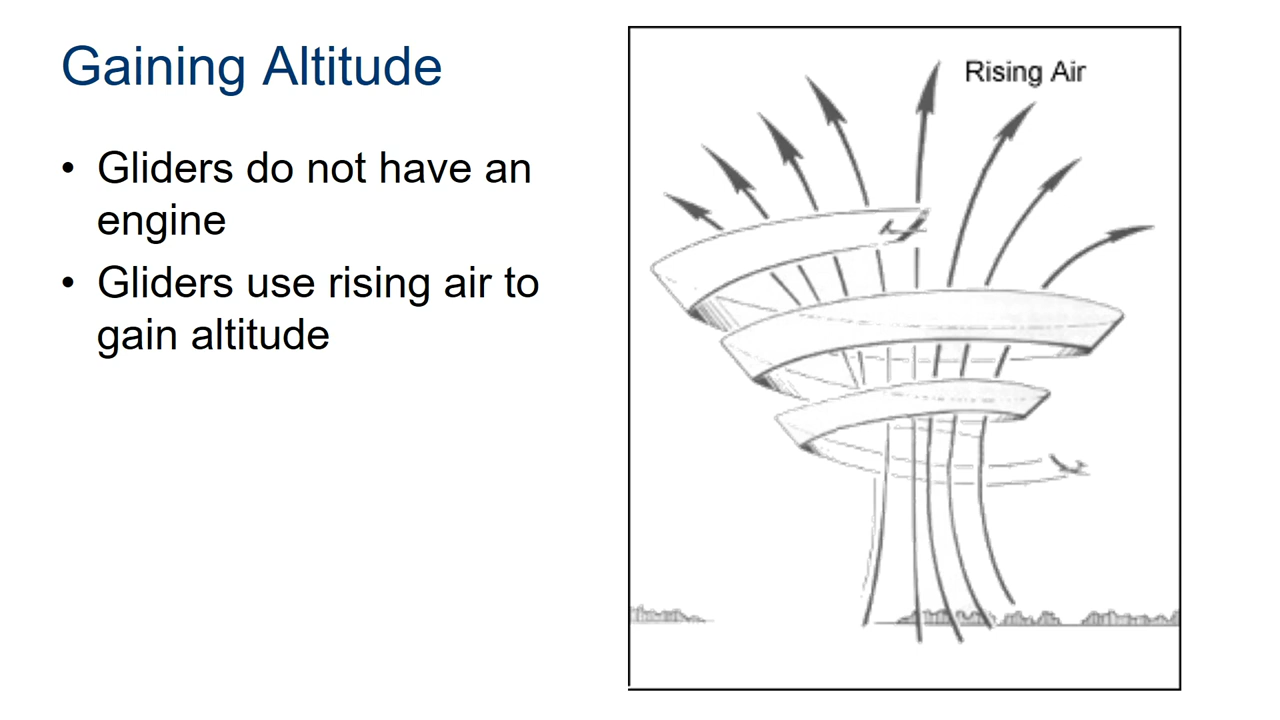 Gaining Altitude
• Gliders do not have an
engine
• Gliders use rising air to
gain altitude
Rising Air